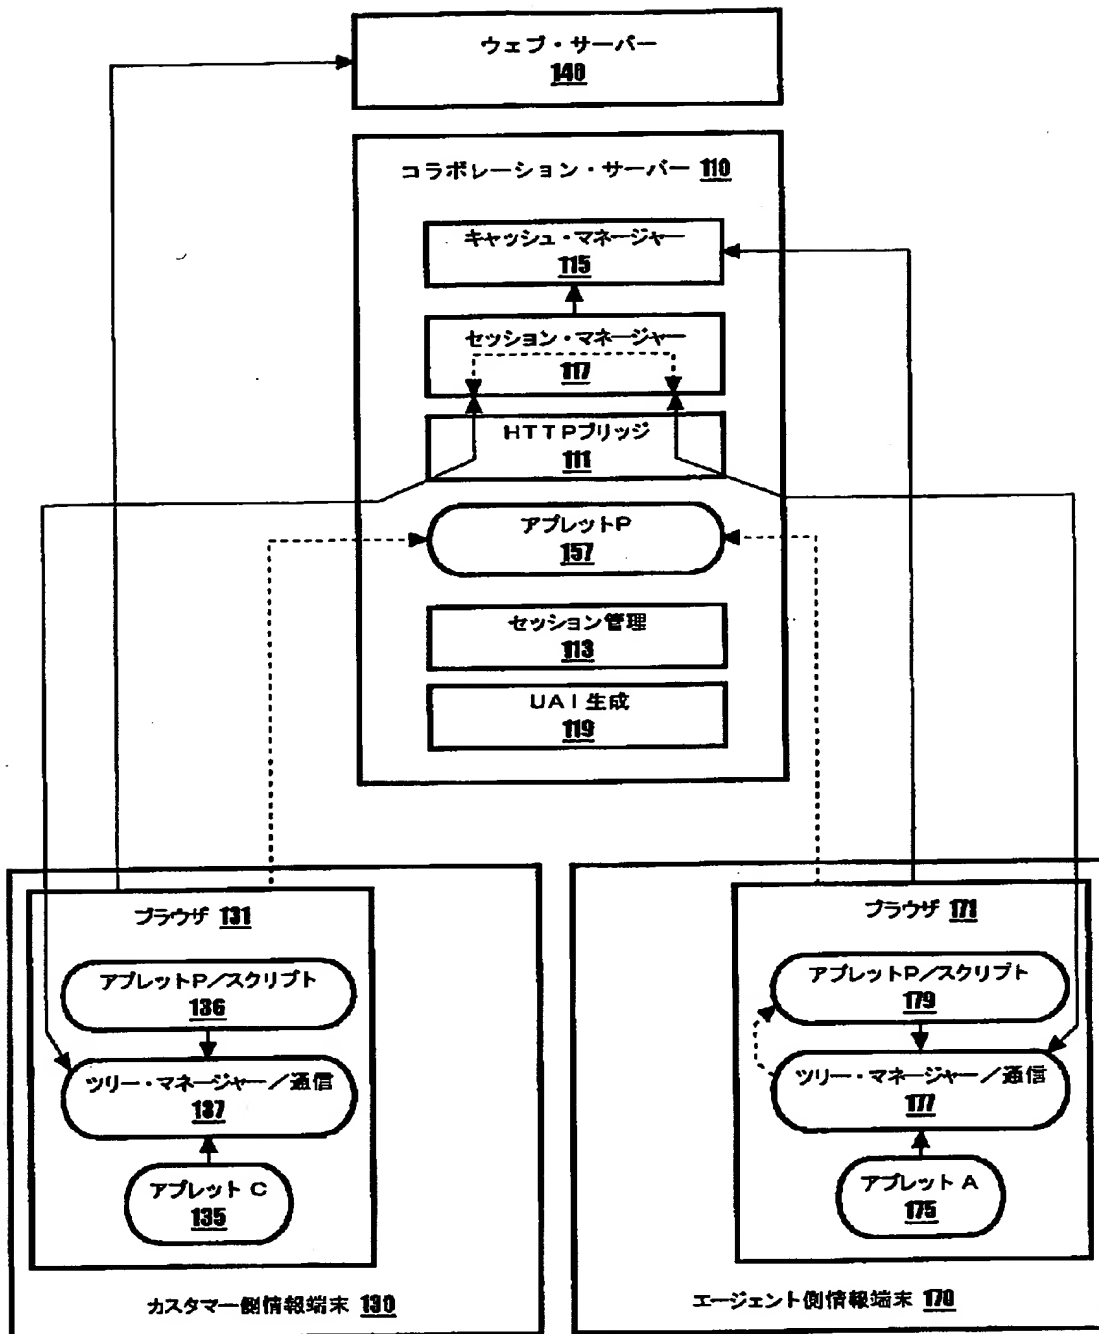 ウェブ・サーバー
140
コラボレーション・サーバー 110
キャッシュ・マネージャー
115
セッション・マネージャー
117
HTTPブリッジ
111
アプレットP
157
セッション管理
113
UAI生成
119
ブラウザ 131
アプレットP/スクリプト
136
ツリー・マネージャー/通信
137
アプレット C
135
カスタマー側情報端末 130
ブラウザ 171
アプレットP/スクリプト
179
ツリー・マネージャー/通信
177
アプレット A
175
エージェント側情報端末 170